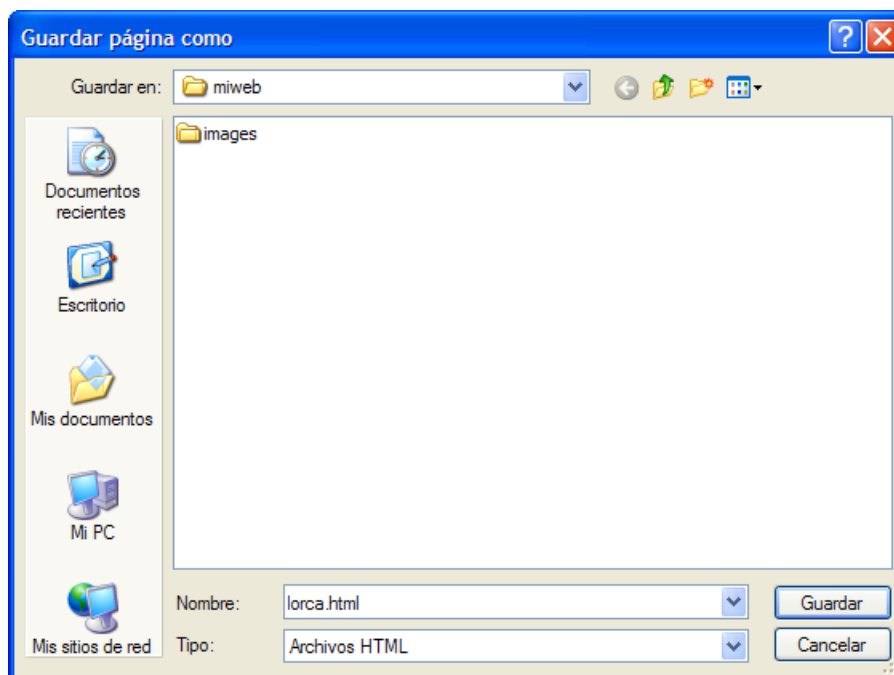 Guardar página como
Guardar en:
miweb
images
Documentos
recientes
Escritorio
Mis documentos
Mi PC
Mis sitios de red
Nombre:
lorca.html
Guardar
Tipo:
Archivos HTML
Cancelar